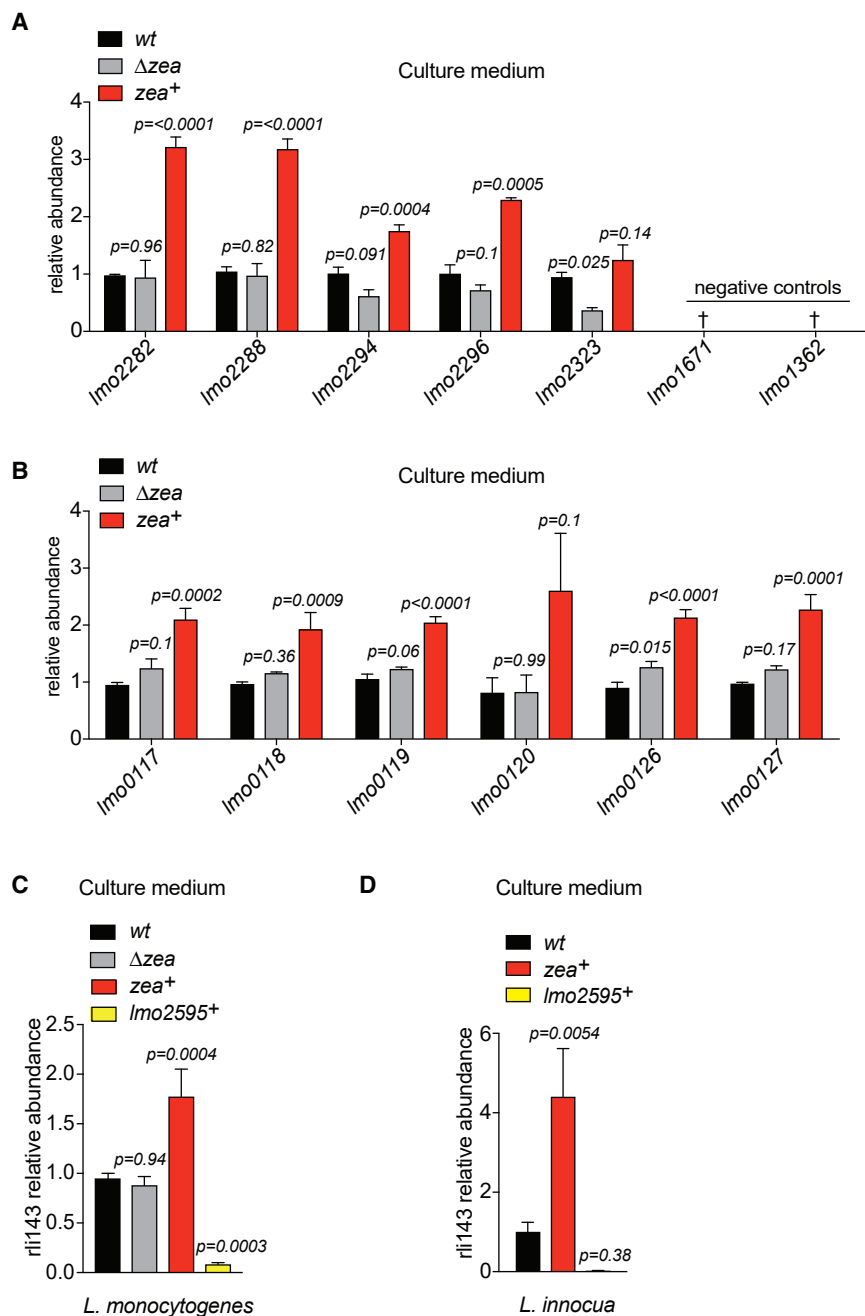 A
wt
Δzea
zea+
Culture medium
relative abundance
4
3
2
1
0
p=0.96
p=<0.0001
p=0.82
p=<0.0001
p=0.091
p=0.0004
p=0.1
p=0.0005
p=0.025
p=0.14
negative controls
† †
lmo2282
lmo2288
lmo2294
lmo2296
lmo2323
lmo1671
lmo1362
B
wt
Δzea
zea+
Culture medium
relative abundance
4
3
2
1
0
p=0.1
p=0.0002
p=0.36
p=0.0009
p=0.06
p<0.0001
p=0.99
p=0.1
p=0.015
p<0.0001
p=0.17
p=0.0001
lmo0117
lmo0118
lmo0119
lmo0120
lmo0126
lmo0127
C
Culture medium
wt
Δzea
zea+
lmo2595+
rli143 relative abundance
2.5
2.0
1.5
1.0
0.5
0.0
p=0.94
p=0.0004
p=0.0003
L. monocytogenes
D
Culture medium
wt
zea+
lmo2595+
rli143 relative abundance
6
4
2
0
p=0.0054
p=0.38
L. innocua